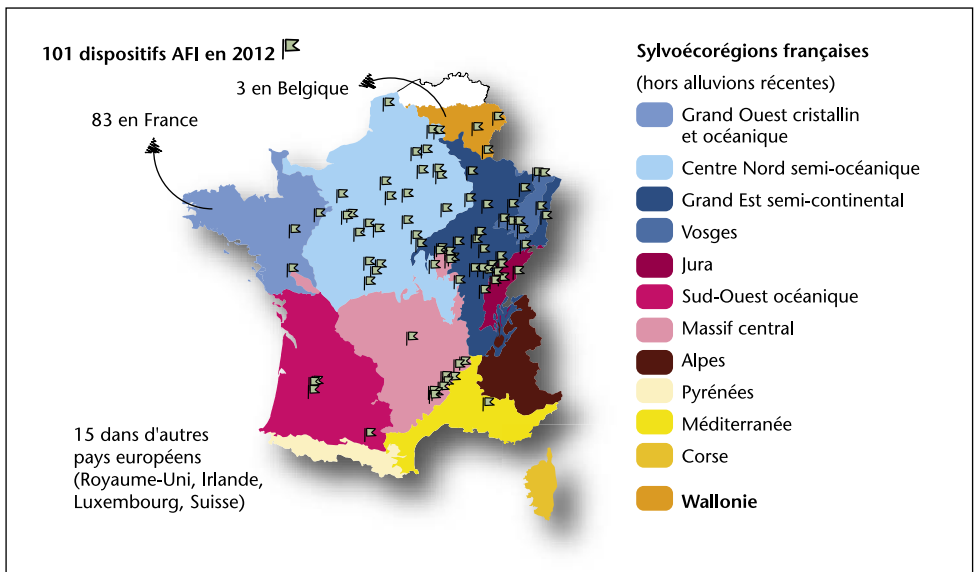 101 dispositifs AFI en 2012
3 en Belgique
83 en France
15 dans d'autres
pays européens
(Royaume-Uni, Irlande,
Luxembourg, Suisse)
Sylvoécorégions françaises
(hors alluvions récentes)
Grand Ouest cristallin
et océanique
Centre Nord semi-océanique
Grand Est semi-continental
Vosges
Jura
Sud-Ouest océanique
Massif central
Alpes
Pyrénées
Méditerranée
Corse
Wallonie